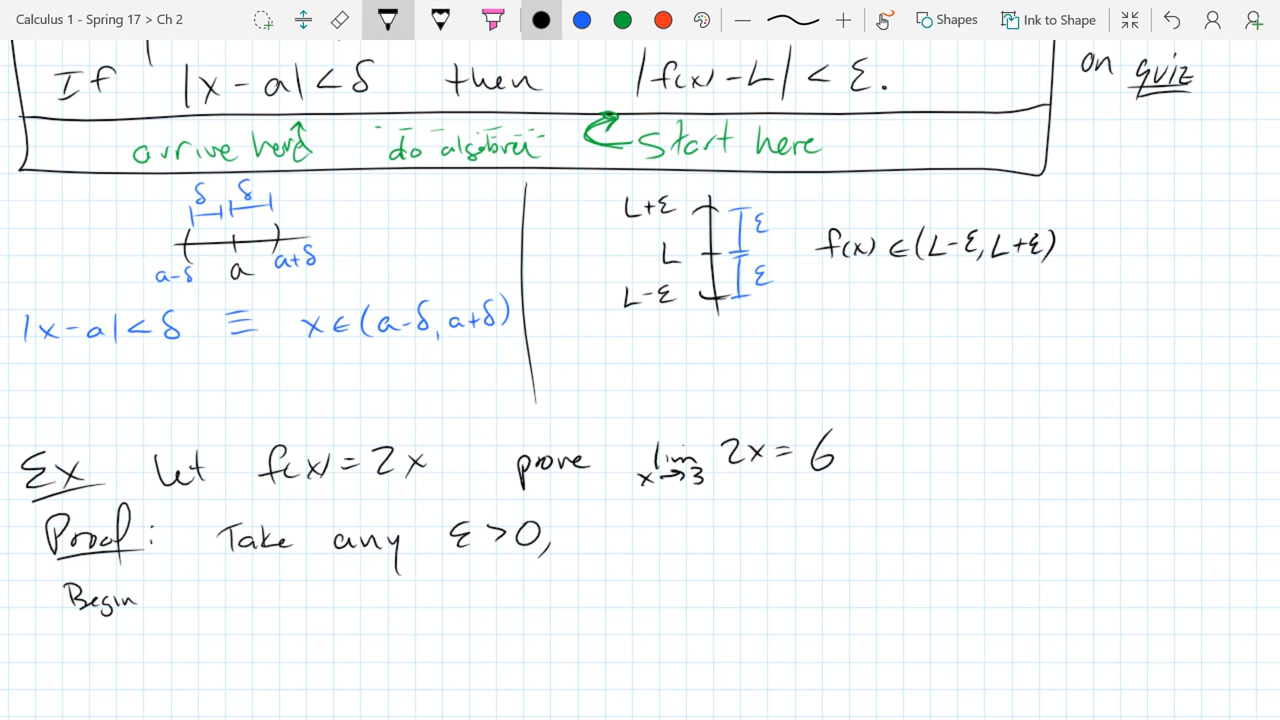 Calculus 1 - Spring 17 > Ch 2
Shapes
Ink to Shape
If |x-a|<δ then |f(x)-L|<ε.
on quiz
arrive here do algebra start here
δ δ
a-δ a a+δ
|x-a|<δ ≡ x∈(a-δ, a+δ)
L+ε ε
L f(x)∈(L-ε, L+ε)
L-ε ε
Ex let f(x)=2x prove lim x→3 2x=6
Proof: Take any ε>0,
Begin